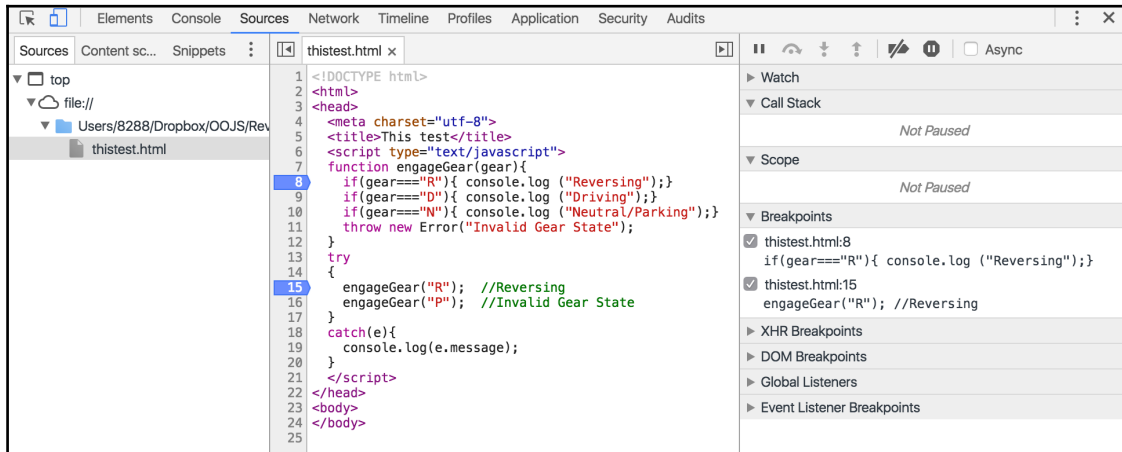 Elements Console Sources Network Timeline Profiles Application Security Audits
Sources Content sc... Snippets
thistest.html ×
Async
top
file://
Users/8288/Dropbox/OOJS/Rev
thistest.html
1 <!DOCTYPE html>
2 <html>
3 <head>
4 <meta charset="utf-8">
5 <title>This test</title>
6 <script type="text/javascript">
7 function engageGear(gear){
8 if(gear==="R"){ console.log ("Reversing");}
9 if(gear==="D"){ console.log ("Driving");}
10 if(gear==="N"){ console.log ("Neutral/Parking");}
11 throw new Error("Invalid Gear State");
12 }
13 try
14 {
15 engageGear("R");  //Reversing
16 engageGear("P");  //Invalid Gear State
17 }
18 catch(e){
19 console.log(e.message);
20 }
21 </script>
22 </head>
23 <body>
24 </body>
25
Watch
Call Stack
Not Paused
Scope
Not Paused
Breakpoints
thistest.html:8
if(gear==="R"){ console.log ("Reversing");}
thistest.html:15
engageGear("R"); //Reversing
XHR Breakpoints
DOM Breakpoints
Global Listeners
Event Listener Breakpoints